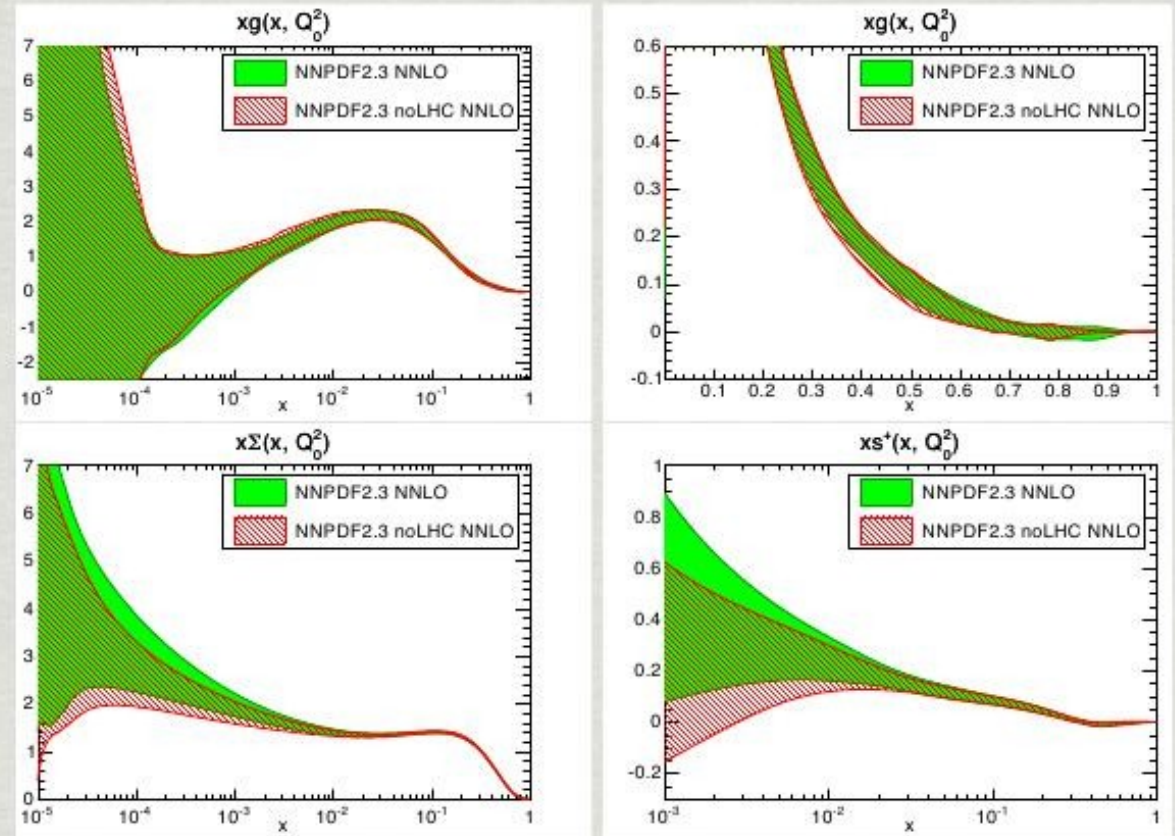 xg(x, Q₀²)
NNPDF2.3 NNLO
NNPDF2.3 noLHC NNLO
7
6
5
4
3
2
1
0
-1
-2
10⁻⁵ 10⁻⁴ 10⁻³ 10⁻² 10⁻¹ 1
x
xg(x, Q₀²)
NNPDF2.3 NNLO
NNPDF2.3 noLHC NNLO
0.6
0.5
0.4
0.3
0.2
0.1
0
-0.1
0.1 0.2 0.3 0.4 0.5 0.6 0.7 0.8 0.9 1
x
xΣ(x, Q₀²)
NNPDF2.3 NNLO
NNPDF2.3 noLHC NNLO
7
6
5
4
3
2
1
0
10⁻⁵ 10⁻⁴ 10⁻³ 10⁻² 10⁻¹ 1
x
xs⁺(x, Q₀²)
NNPDF2.3 NNLO
NNPDF2.3 noLHC NNLO
1
0.8
0.6
0.4
0.2
0
-0.2
10⁻³ 10⁻² 10⁻¹ 1
x